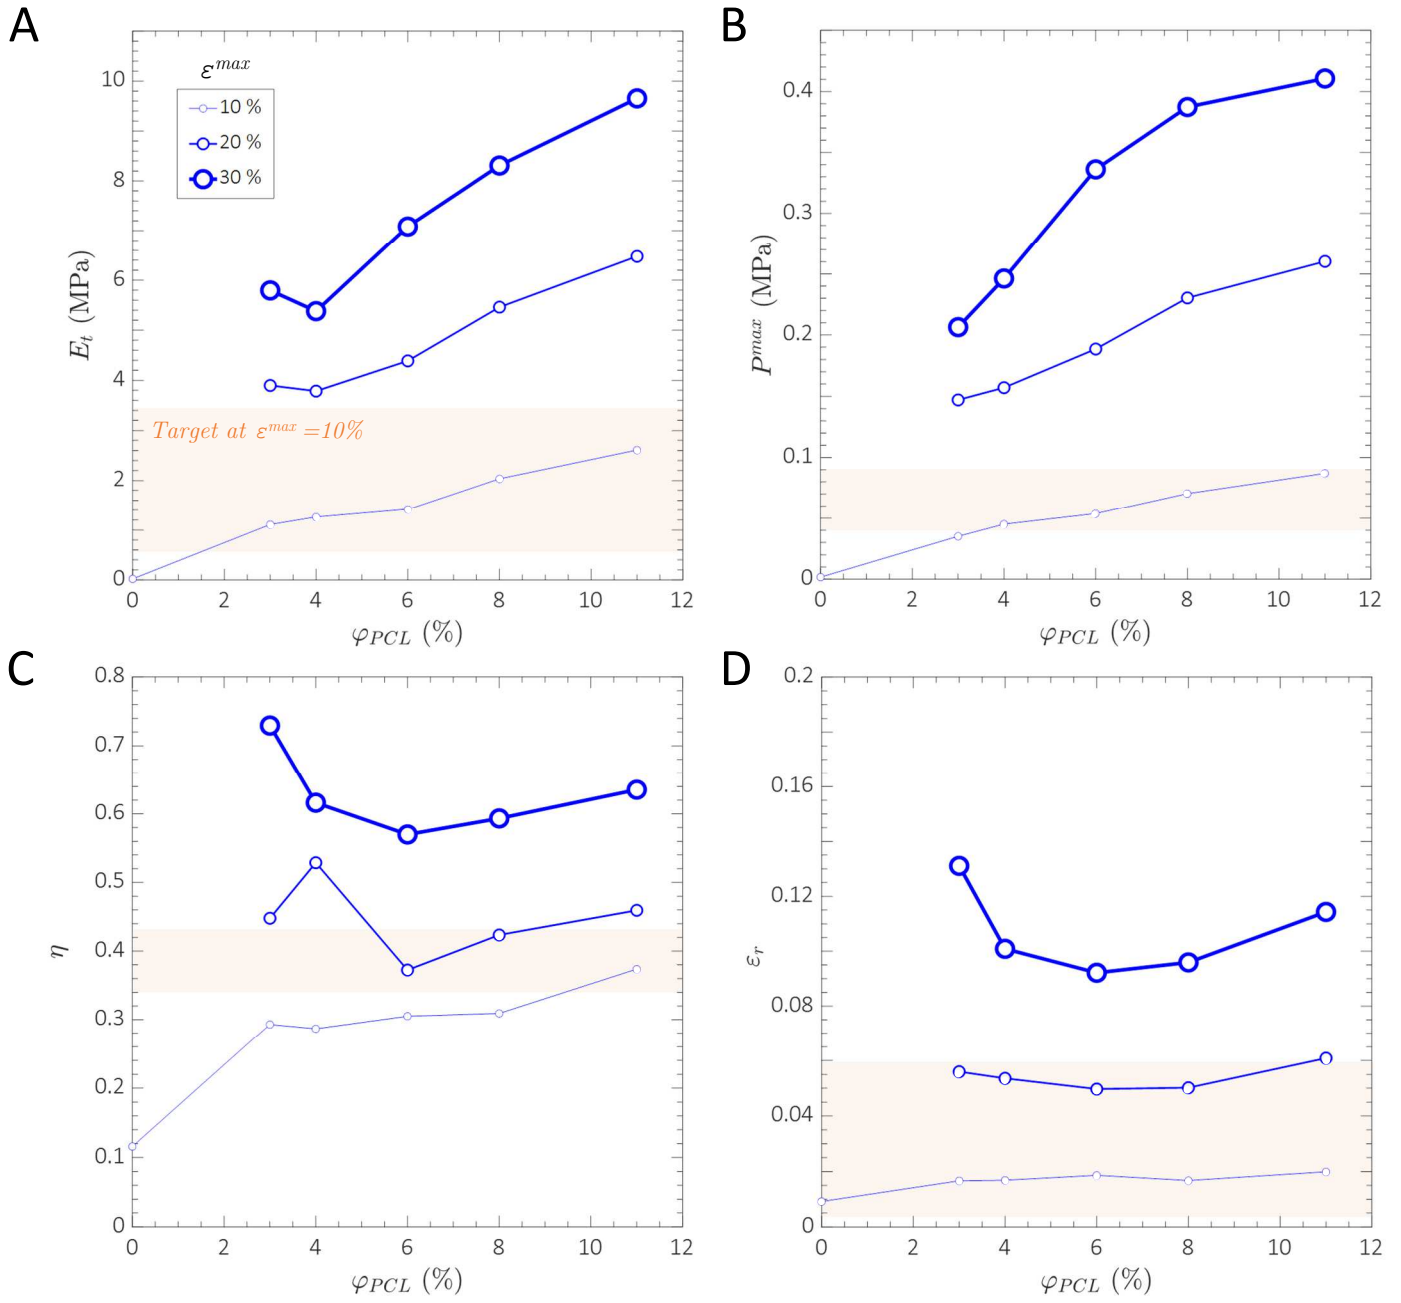 A
ε^max
10 %
20 %
30 %
Target at ε^max =10%
10
8
6
4
2
0
E_t (MPa)
0 2 4 6 8 10 12
φ_PCL (%)
B
0.4
0.3
0.2
0.1
0
P^max (MPa)
0 2 4 6 8 10 12
φ_PCL (%)
C
0.8
0.7
0.6
0.5
0.4
0.3
0.2
0.1
0
η
0 2 4 6 8 10 12
φ_PCL (%)
D
0.2
0.16
0.12
0.08
0.04
0
ε_r
0 2 4 6 8 10 12
φ_PCL (%)